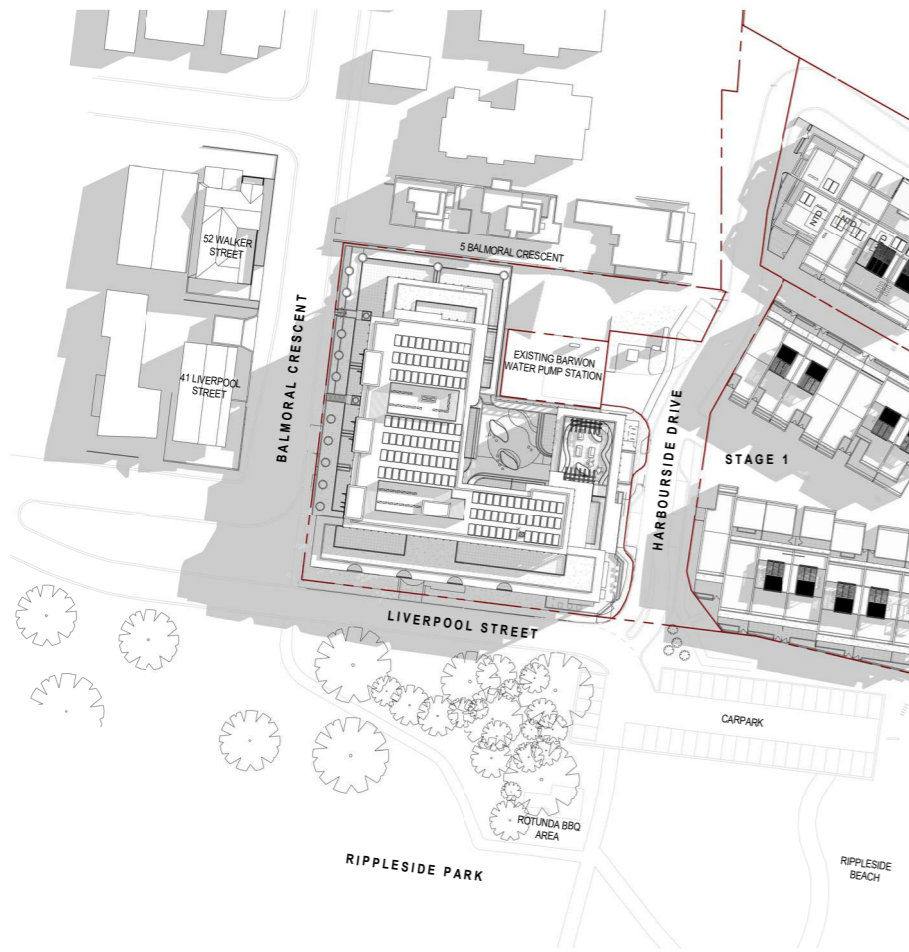 52 WALKER
STREET
5 BALMORAL CRESCENT
BALMORAL CRESCENT
41 LIVERPOOL
STREET
EXISTING BARWON
WATER PUMP STATION
HARBOURSIDE DRIVE
STAGE 1
LIVERPOOL STREET
CARPARK
ROTUNDA BBQ
AREA
RIPPLESIDE PARK
RIPPLESIDE
BEACH